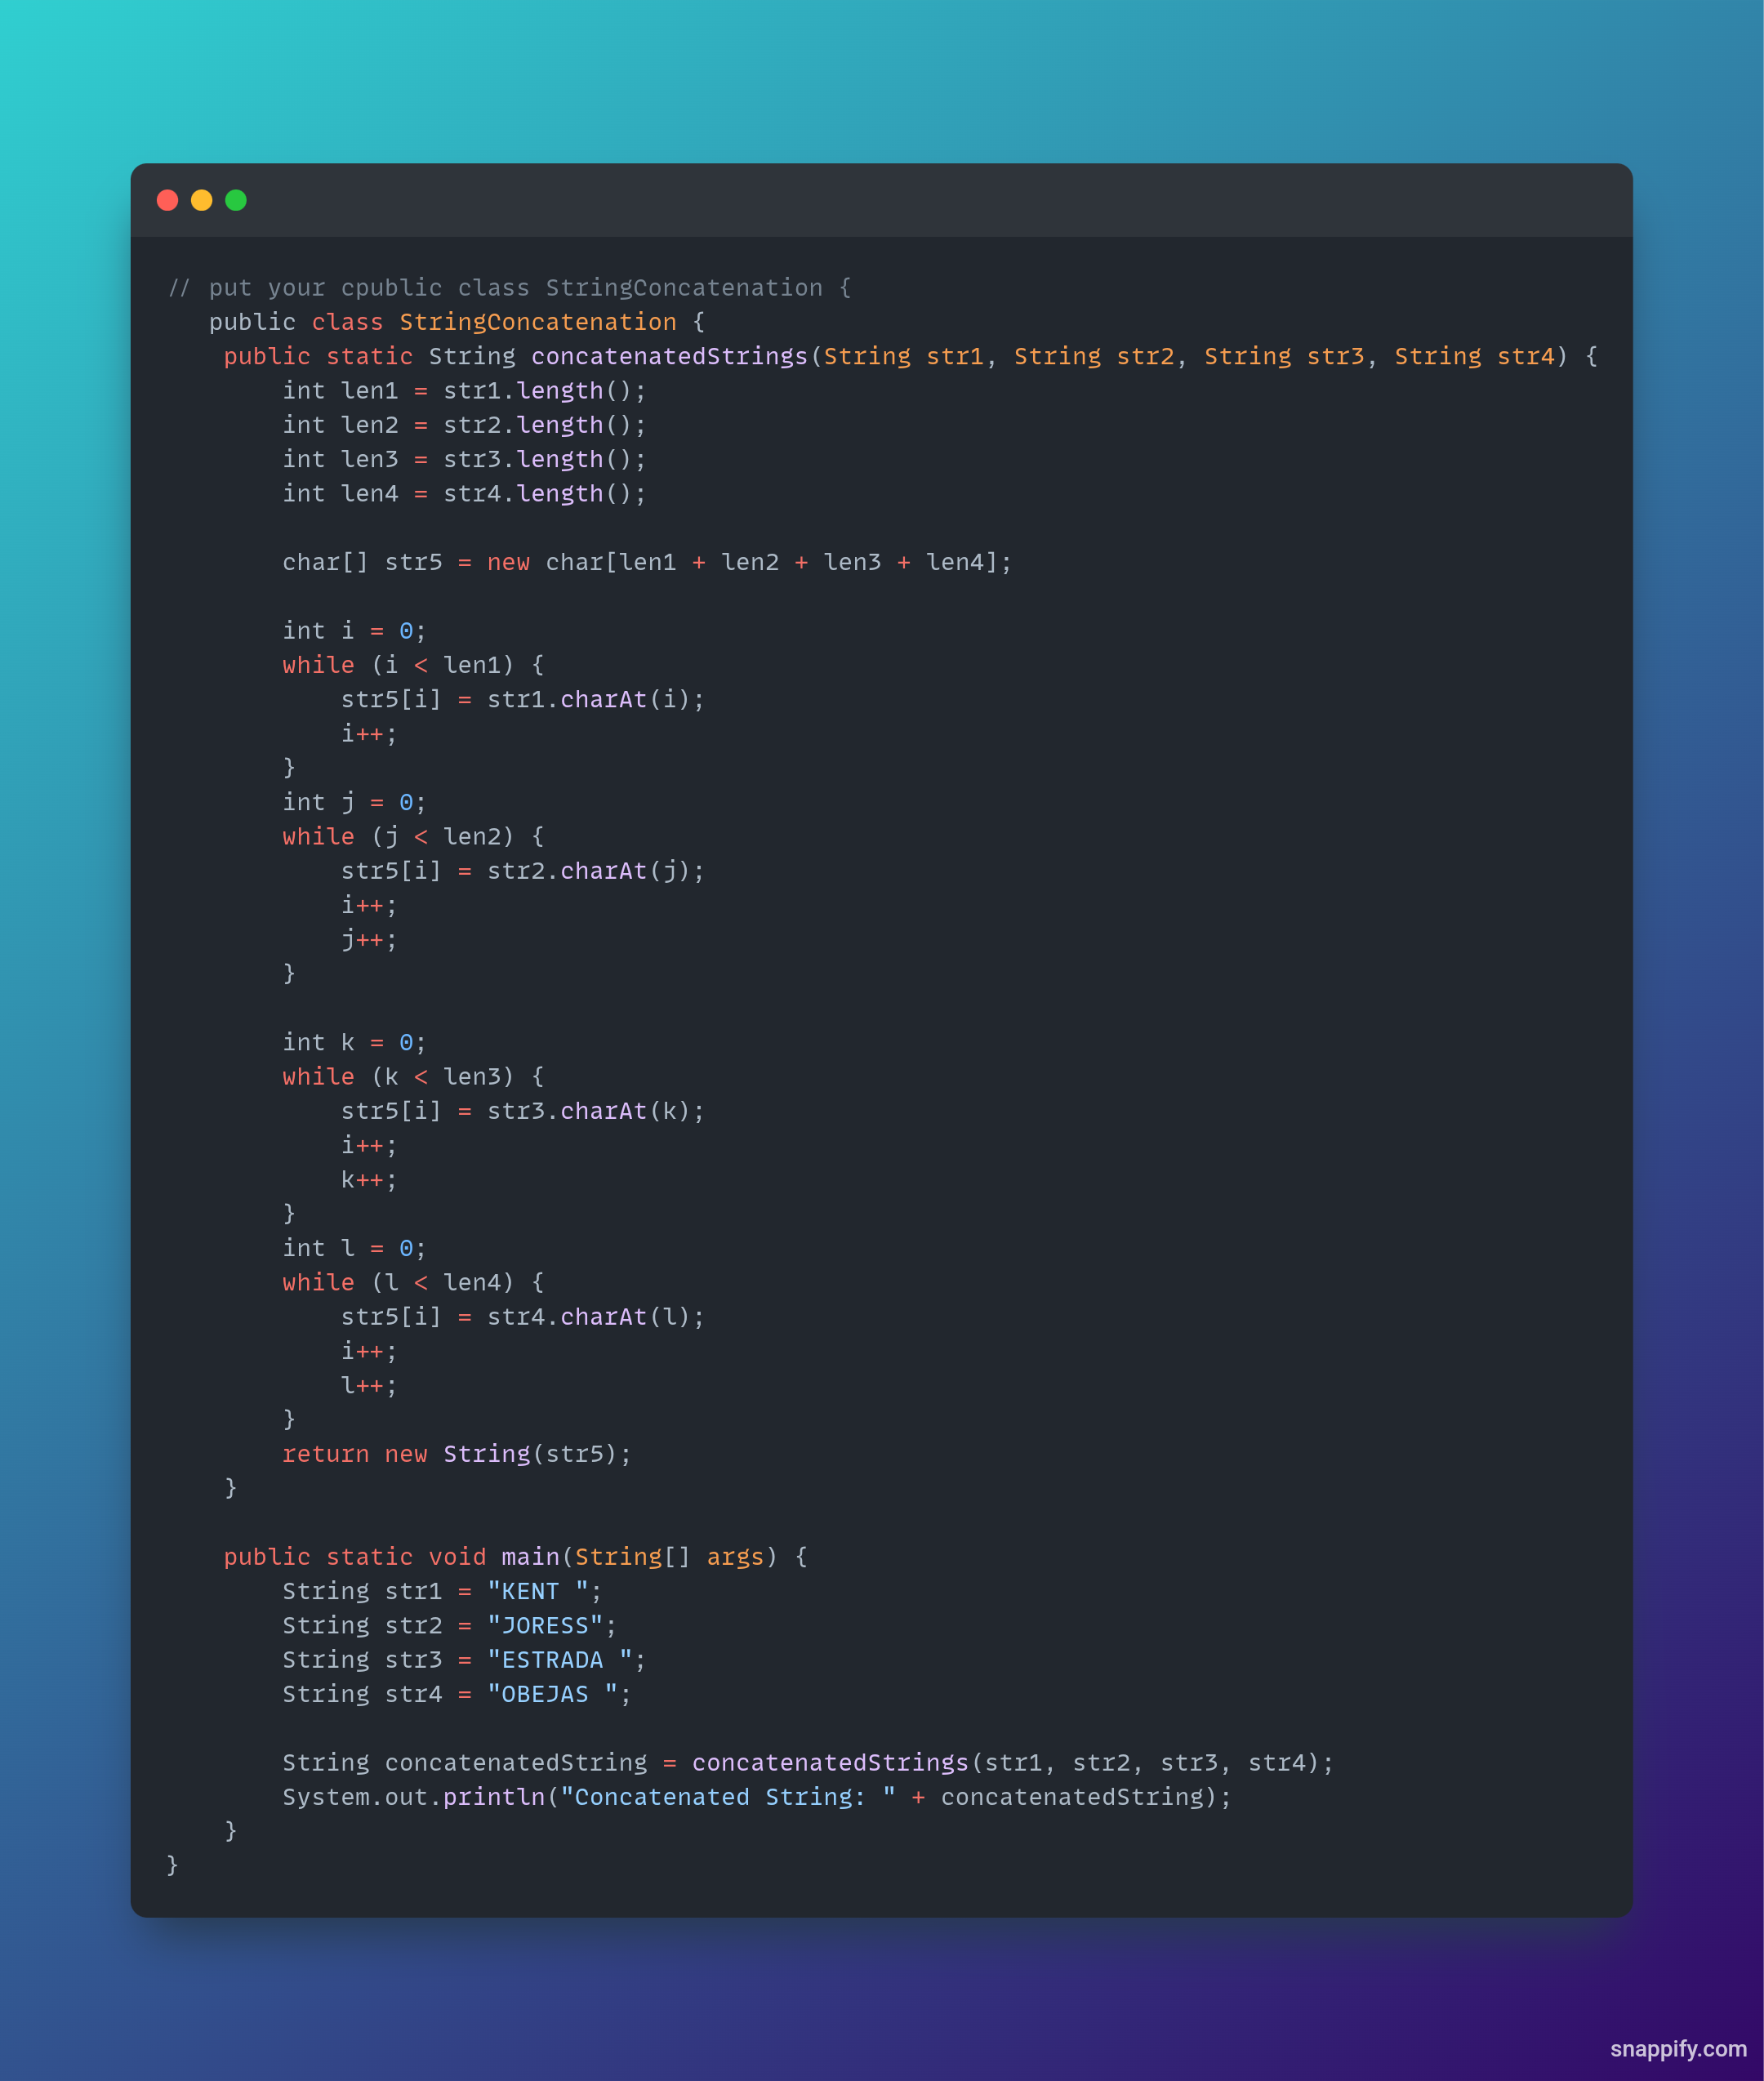 // put your cpublic class StringConcatenation {
   public class StringConcatenation {
    public static String concatenatedStrings(String str1, String str2, String str3, String str4) {
        int len1 = str1.length();
        int len2 = str2.length();
        int len3 = str3.length();
        int len4 = str4.length();

        char[] str5 = new char[len1 + len2 + len3 + len4];

        int i = 0;
        while (i < len1) {
            str5[i] = str1.charAt(i);
            i++;
        }
        int j = 0;
        while (j < len2) {
            str5[i] = str2.charAt(j);
            i++;
            j++;
        }

        int k = 0;
        while (k < len3) {
            str5[i] = str3.charAt(k);
            i++;
            k++;
        }
        int l = 0;
        while (l < len4) {
            str5[i] = str4.charAt(l);
            i++;
            l++;
        }
        return new String(str5);
    }

    public static void main(String[] args) {
        String str1 = "KENT ";
        String str2 = "JORESS";
        String str3 = "ESTRADA ";
        String str4 = "OBEJAS ";

        String concatenatedString = concatenatedStrings(str1, str2, str3, str4);
        System.out.println("Concatenated String: " + concatenatedString);
    }
}
snappify.com